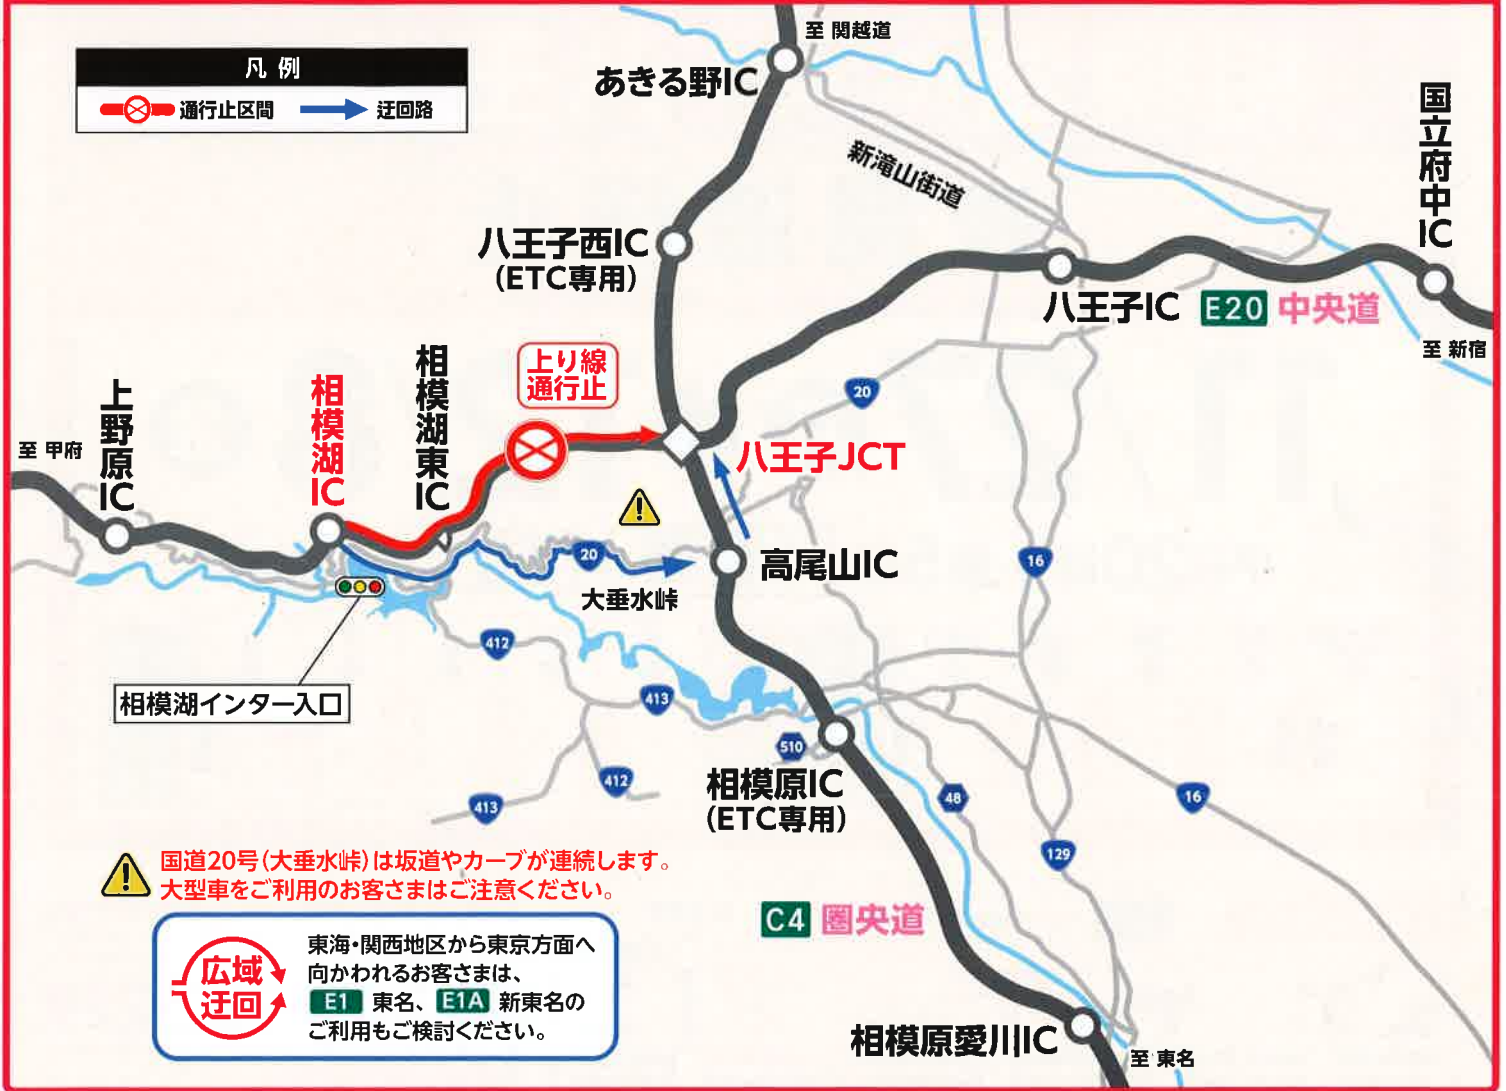 凡例
通行止区間
迂回路
至 関越道
あきる野IC
新滝山街道
国立府中IC
八王子西IC
(ETC専用)
八王子IC
E20 中央道
至 新宿
上り線
通行止
相模湖東IC
相模湖IC
上野原IC
至 甲府
20
八王子JCT
高尾山IC
20
大垂水峠
16
412
413
相模湖インター入口
510
412
413
相模原IC
(ETC専用)
48
16
129
国道20号(大垂水峠)は坂道やカーブが連続します。
大型車をご利用のお客さまはご注意ください。
C4 圏央道
広域
迂回
東海・関西地区から東京方面へ
向かわれるお客さまは、
E1 東名、E1A 新東名の
ご利用もご検討ください。
相模原愛川IC
至 東名